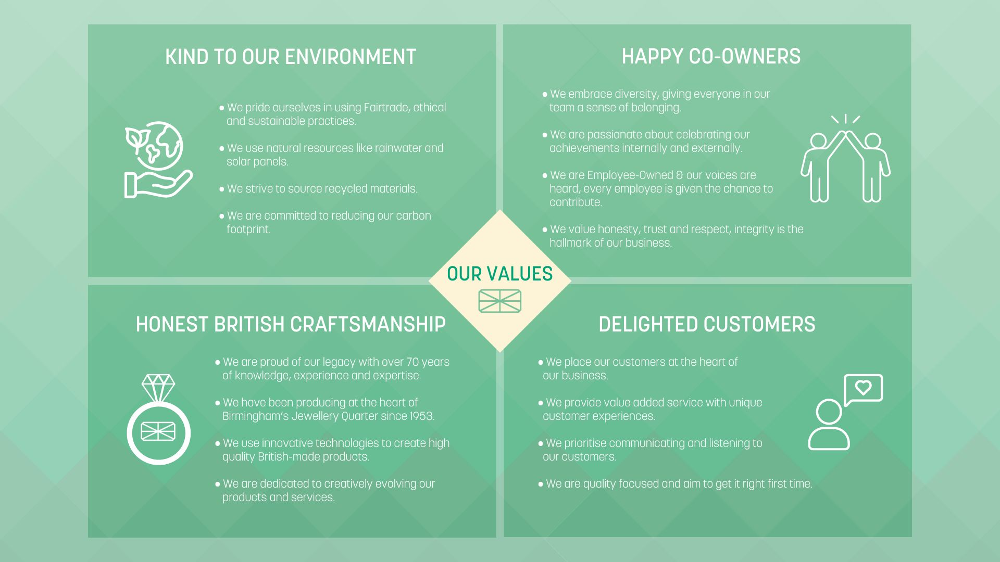 KIND TO OUR ENVIRONMENT
• We pride ourselves in using Fairtrade, ethical
and sustainable practices.
• We use natural resources like rainwater and
solar panels.
• We strive to source recycled materials.
• We are committed to reducing our carbon
footprint.
HAPPY CO-OWNERS
• We embrace diversity, giving everyone in our
team a sense of belonging.
• We are passionate about celebrating our
achievements internally and externally.
• We are Employee-Owned & our voices are
heard, every employee is given the chance to
contribute.
• We value honesty, trust and respect, integrity is the
hallmark of our business.
OUR VALUES
HONEST BRITISH CRAFTSMANSHIP
• We are proud of our legacy with over 70 years
of knowledge, experience and expertise.
• We have been producing at the heart of
Birmingham's Jewellery Quarter since 1953.
• We use innovative technologies to create high
quality British-made products.
• We are dedicated to creatively evolving our
products and services.
DELIGHTED CUSTOMERS
• We place our customers at the heart of
our business.
• We provide value added service with unique
customer experiences.
• We prioritise communicating and listening to
our customers.
• We are quality focused and aim to get it right first time.